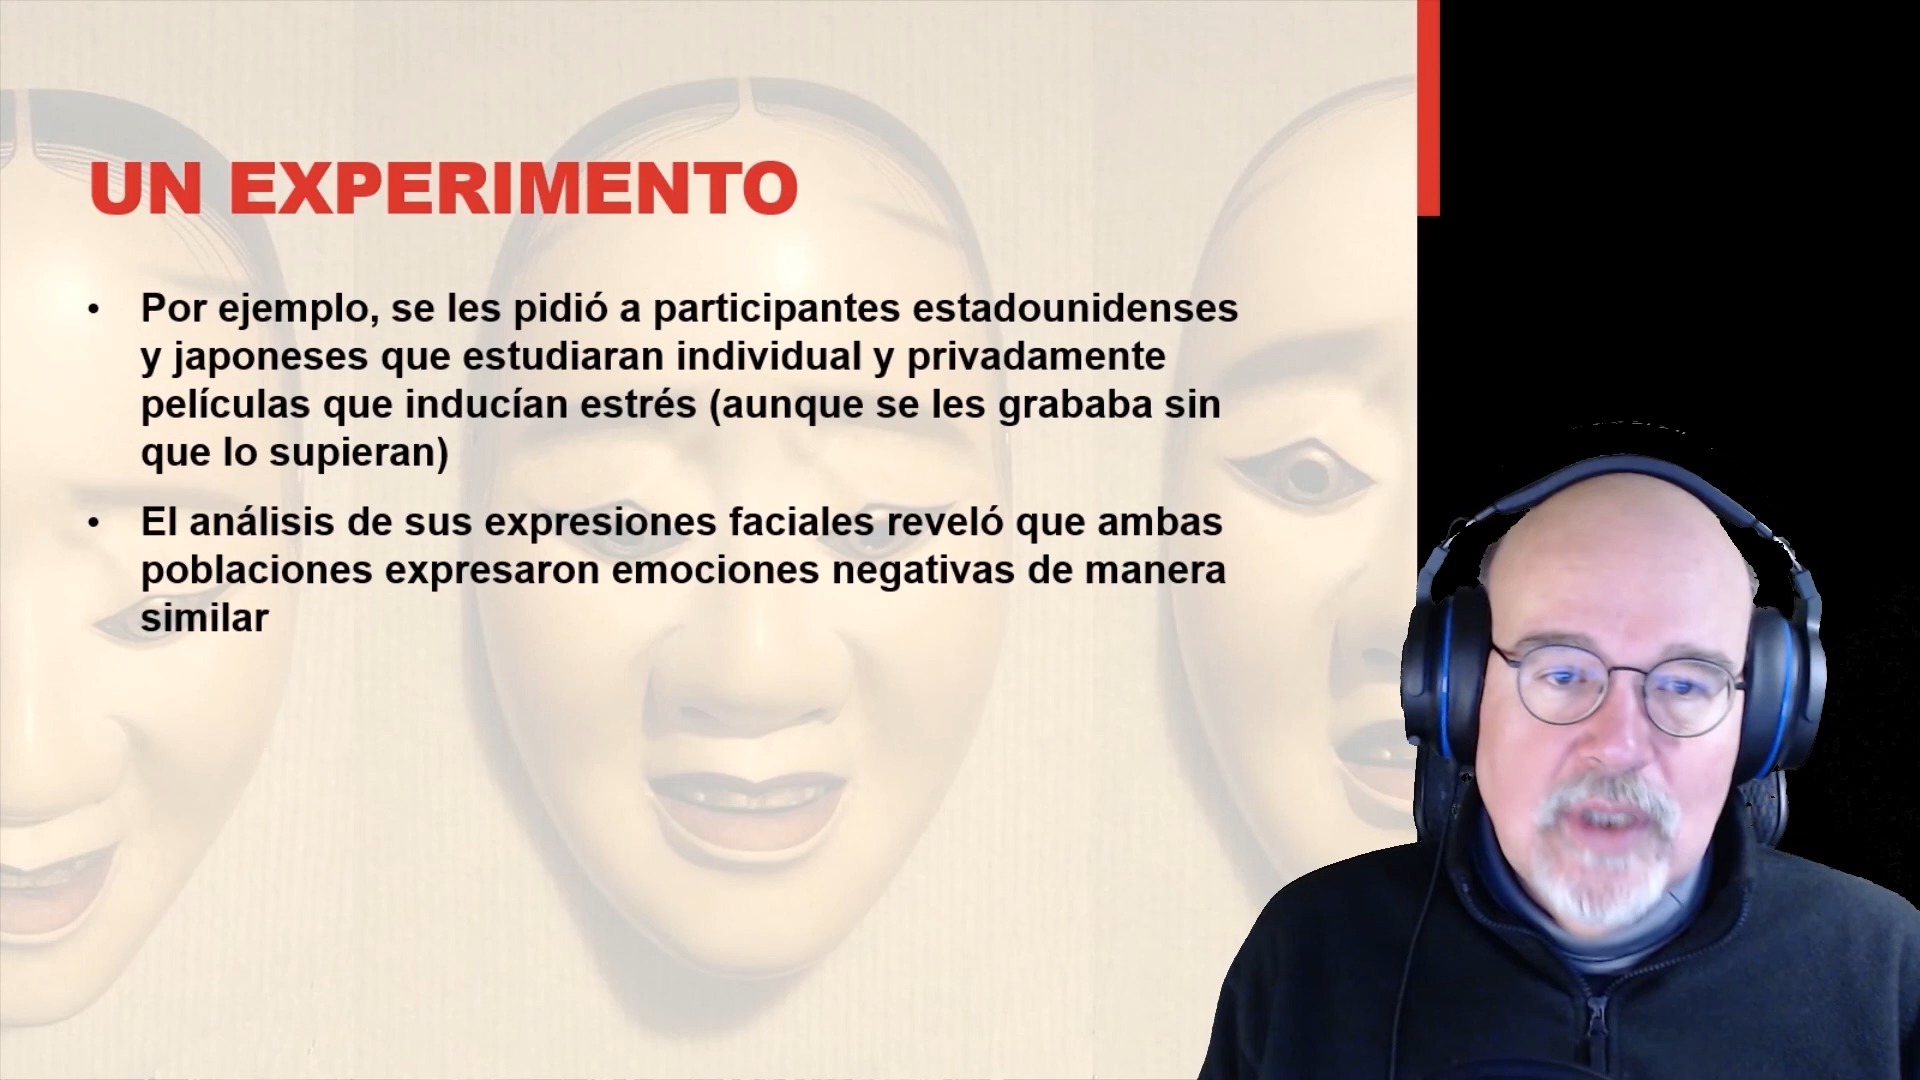 UN EXPERIMENTO
• Por ejemplo, se les pidió a participantes estadounidenses
y japoneses que estudiaran individual y privadamente
películas que inducían estrés (aunque se les grababa sin
que lo supieran)
• El análisis de sus expresiones faciales reveló que ambas
poblaciones expresaron emociones negativas de manera
similar